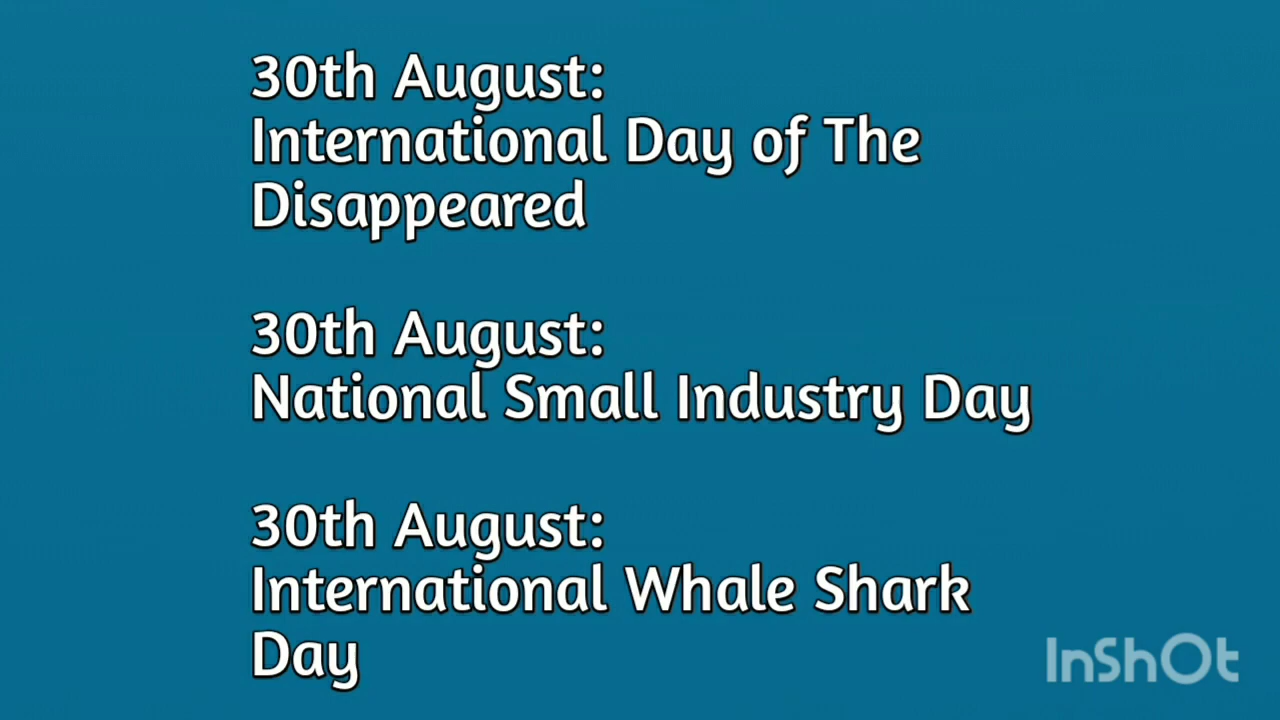 30th August:
International Day of The
Disappeared
30th August:
National Small Industry Day
30th August:
International Whale Shark
Day
InShOt